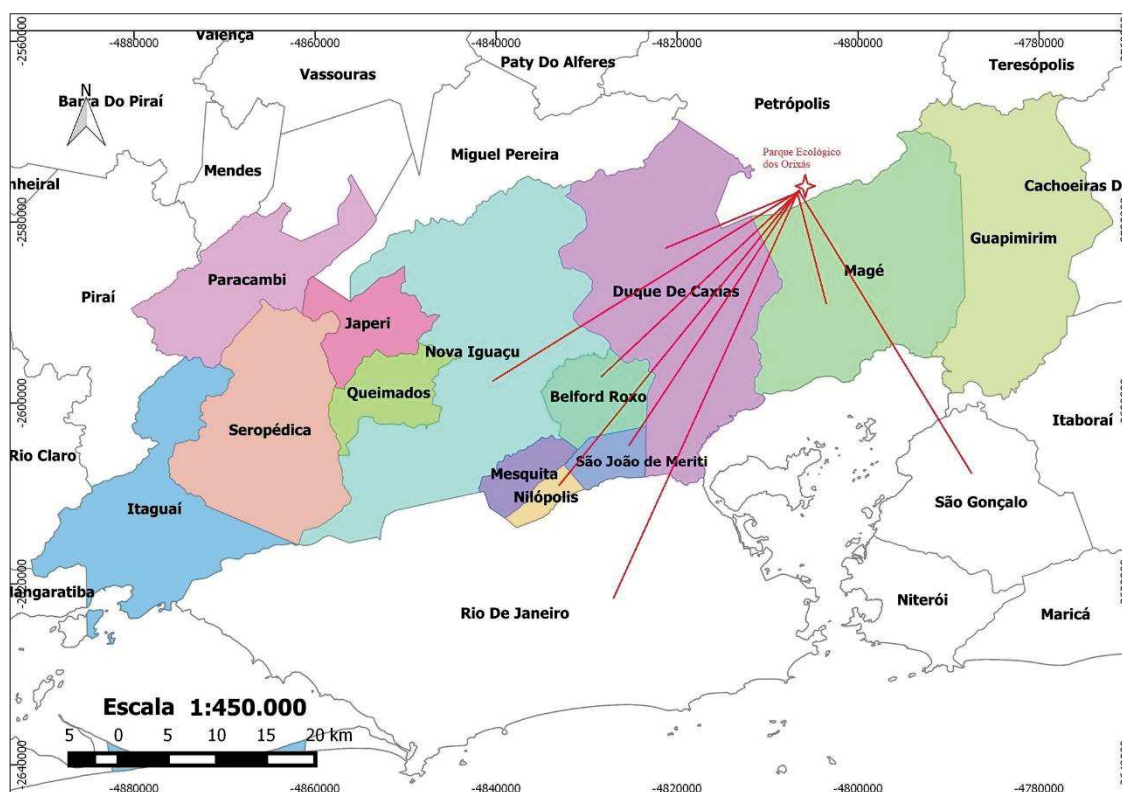 -4880000
-4860000
-4840000
-4820000
-4800000
-4780000
-2560000
Valença
Vassouras
Paty Do Alferes
Teresópolis
Barra Do Piraí
N
Petrópolis
Miguel Pereira
Parque Ecológico
dos Orixás
Mendes
nheiral
Cachoeiras D
-2580000
Guapimirim
Paracambi
Magé
Piraí
Duque De Caxias
Japeri
Nova Iguaçu
Queimados
Belford Roxo
-2600000
Itaboraí
Seropédica
Rio Claro
São João de Meriti
Mesquita
Nilópolis
São Gonçalo
Itaguaí
Mangaratiba
Niterói
Rio De Janeiro
Maricá
Escala 1:450.000
5 0 5 10 15 20 km
-2640000
-4880000
-4860000
-4840000
-4820000
-4800000
-4780000